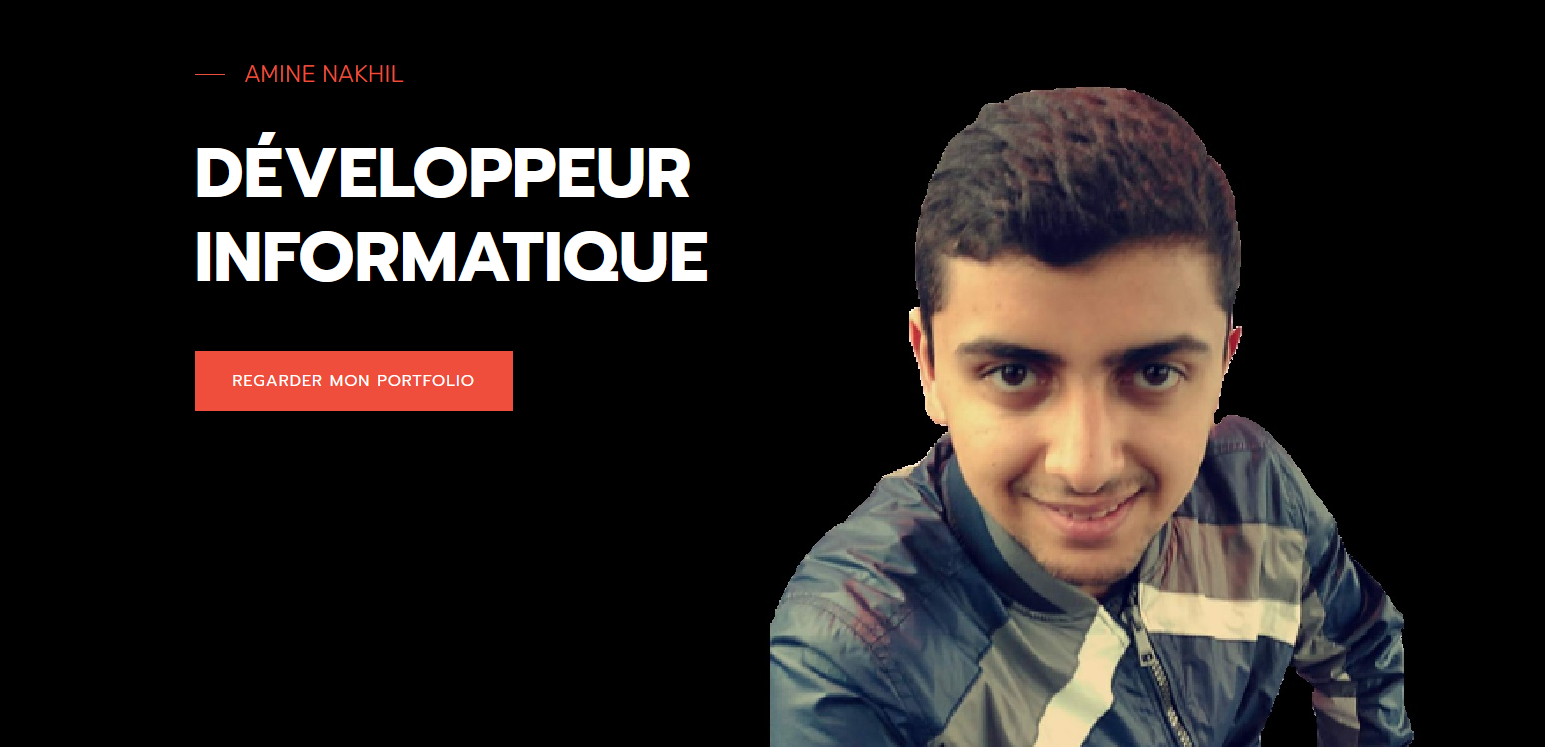 AMINE NAKHIL
DÉVELOPPEUR
INFORMATIQUE
REGARDER MON PORTFOLIO